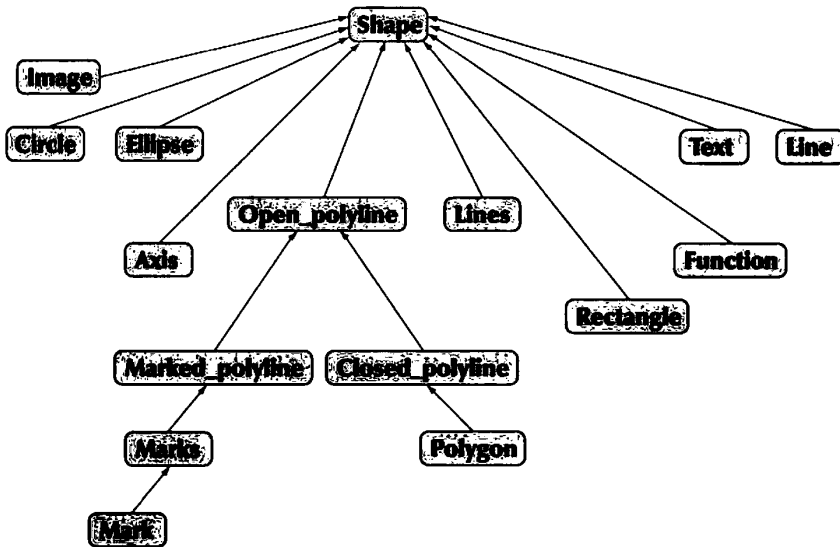 Shape
Image
Circle
Ellipse
Text
Line
Open_polyline
Lines
Axis
Function
Rectangle
Marked_polyline
Closed_polyline
Marks
Polygon
Mark